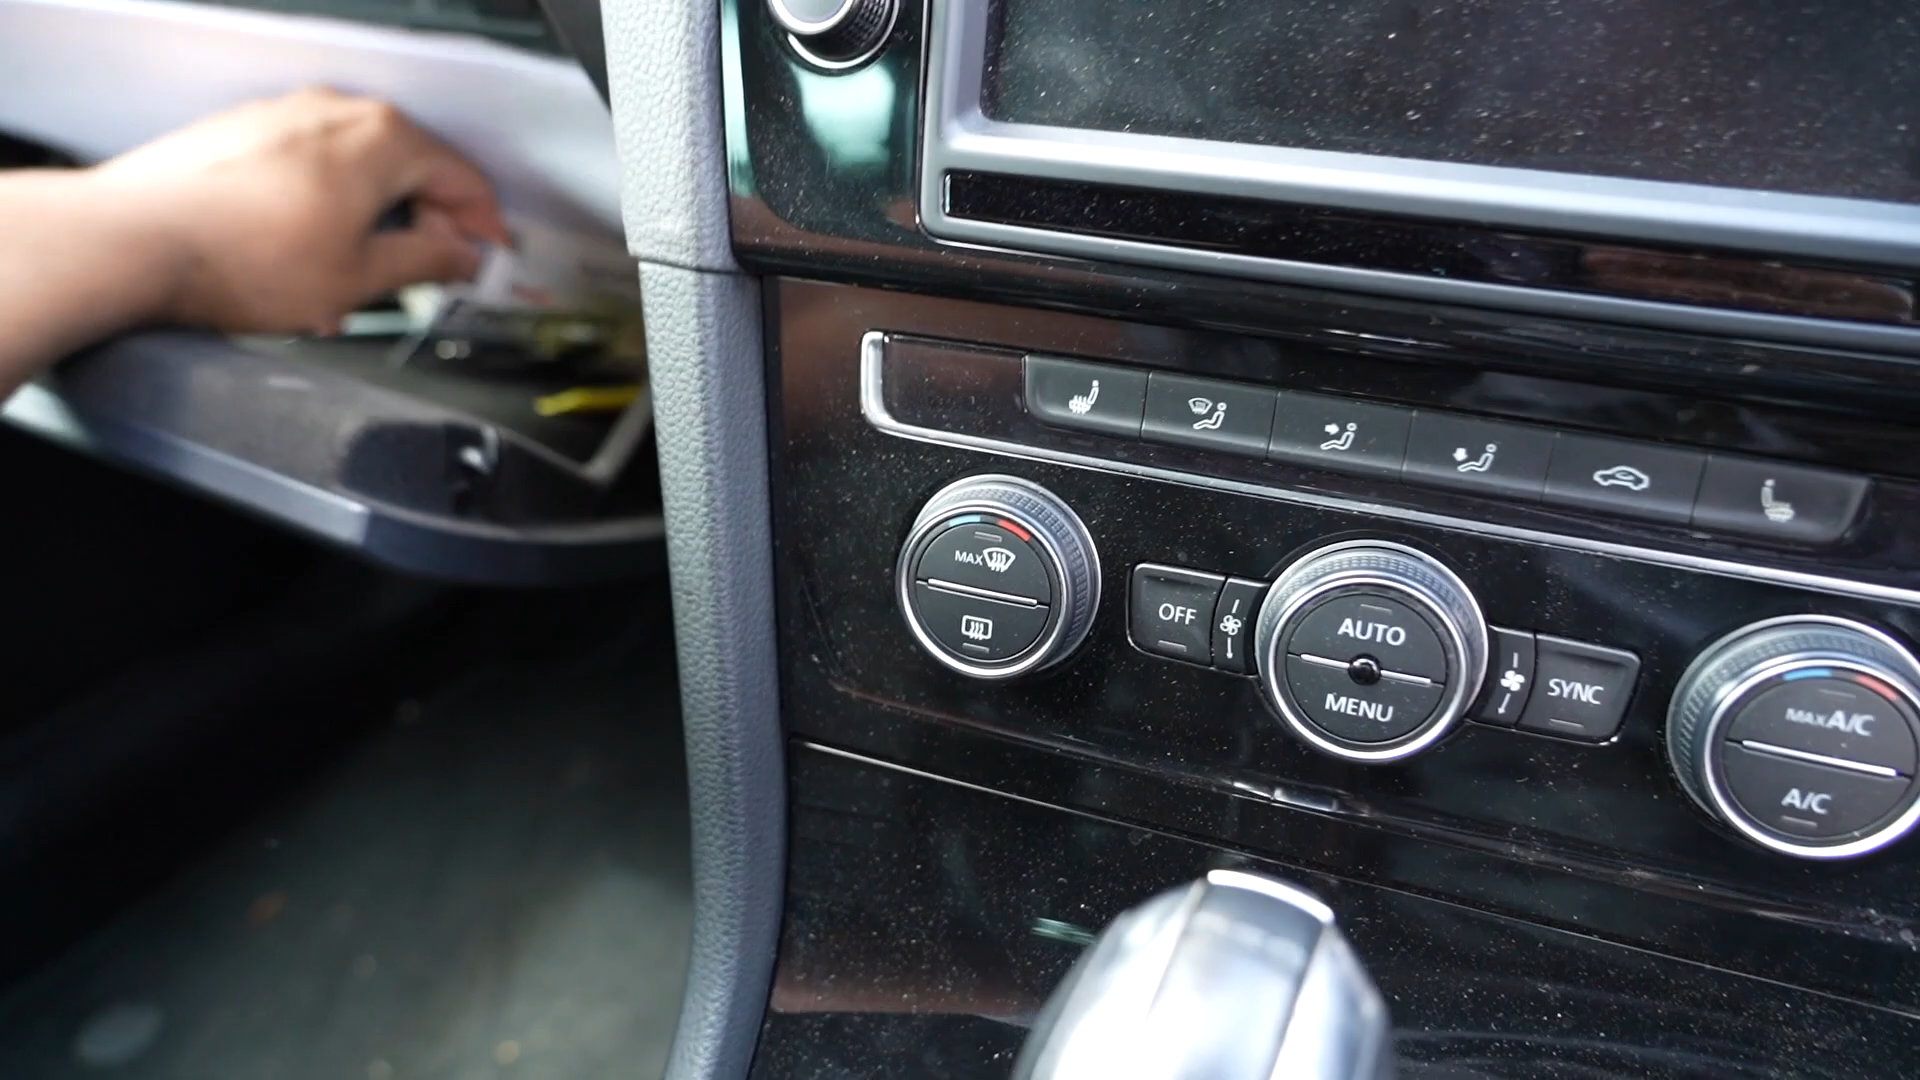 MAX
OFF
AUTO
MENU
SYNC
MAX A/C
A/C